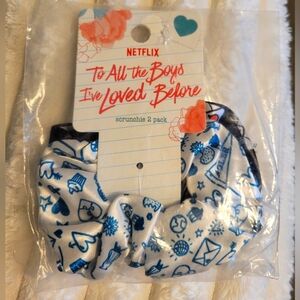 NETFLIX
To All the Boys
I've Loved Before
scrunchie 2 pack